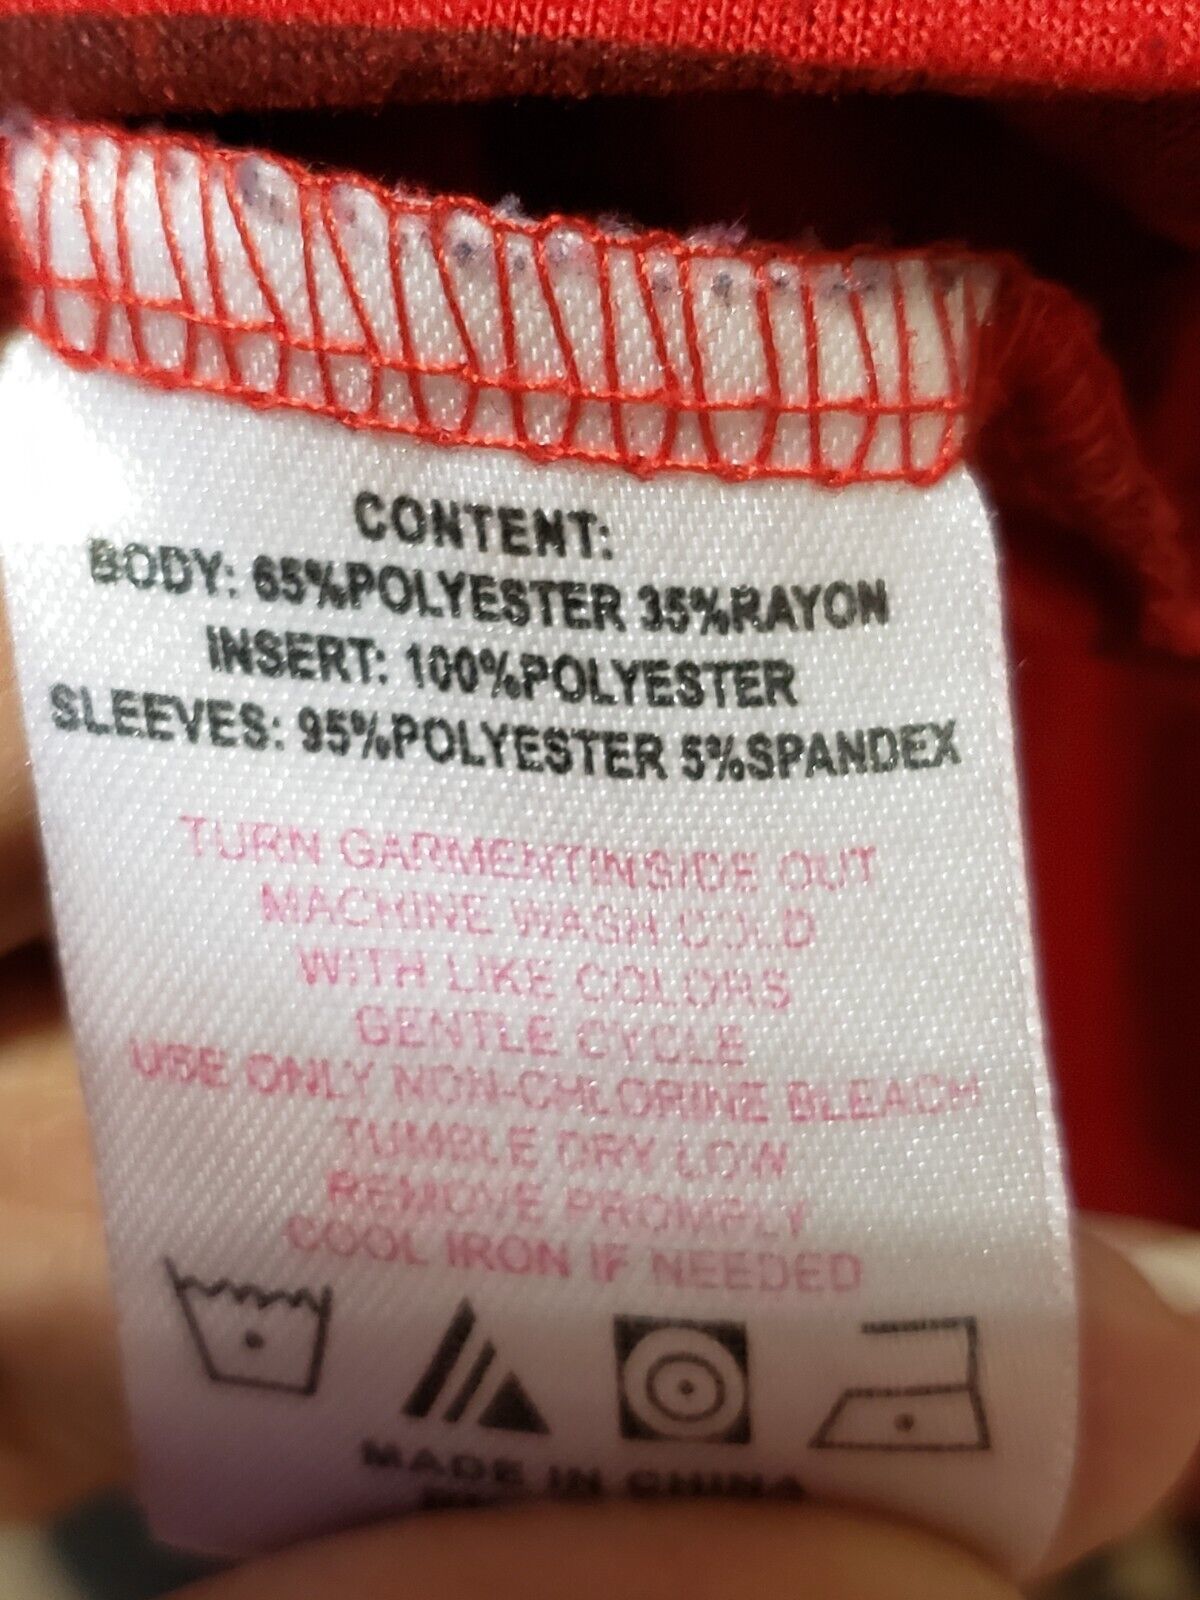 CONTENT:
BODY: 65%POLYESTER 35%RAYON
INSERT: 100%POLYESTER
SLEEVES: 95%POLYESTER 5%SPANDEX
TURN GARMENTINSIDE OUT
MACHINE WASH COLD
WITH LIKE COLORS
GENTLE CYCLE
USE ONLY NON-CHLORINE BLEACH
TUMBLE DRY LOW
REMOVE PROMPLY
COOL IRON IF NEEDED
MADE IN CHINA